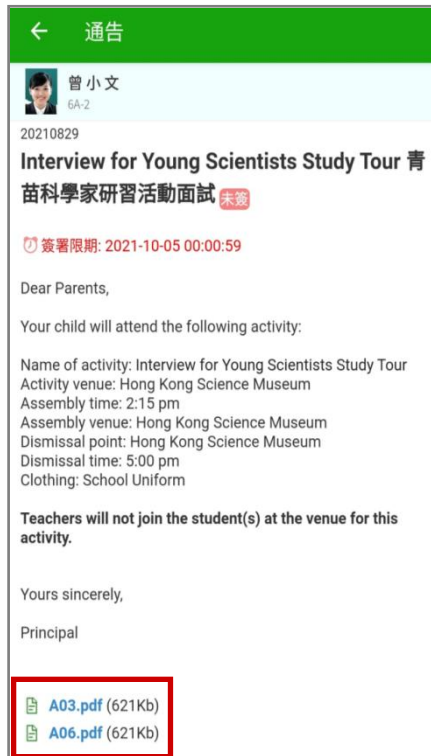 通告
曾小文
6A-2
20210829
Interview for Young Scientists Study Tour 青
苗科學家研習活動面試 未簽
簽署限期: 2021-10-05 00:00:59
Dear Parents,
Your child will attend the following activity:
Name of activity: Interview for Young Scientists Study Tour
Activity venue: Hong Kong Science Museum
Assembly time: 2:15 pm
Assembly venue: Hong Kong Science Museum
Dismissal point: Hong Kong Science Museum
Dismissal time: 5:00 pm
Clothing: School Uniform
Teachers will not join the student(s) at the venue for this
activity.
Yours sincerely,
Principal
A03.pdf (621Kb)
A06.pdf (621Kb)